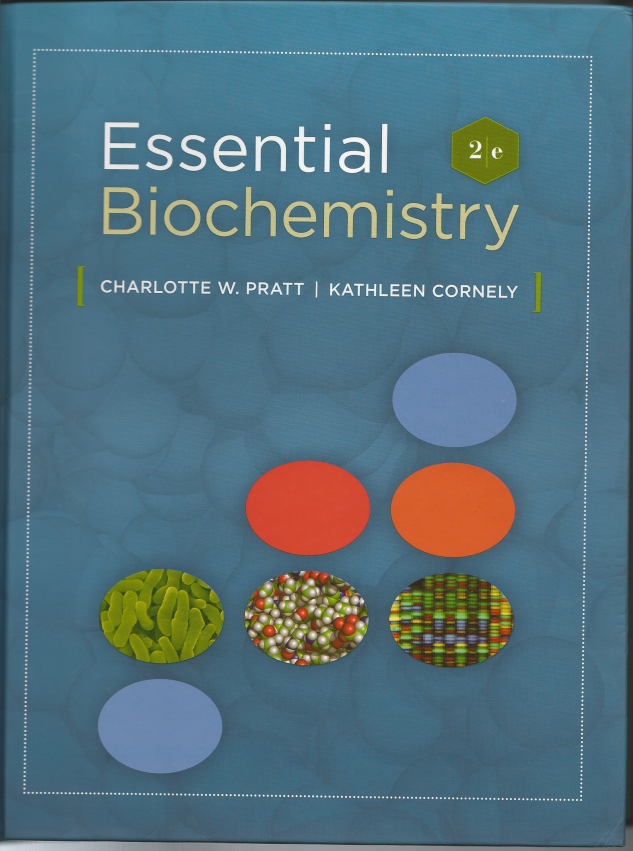 Essential
2|e
Biochemistry
[ CHARLOTTE W. PRATT | KATHLEEN CORNELY ]